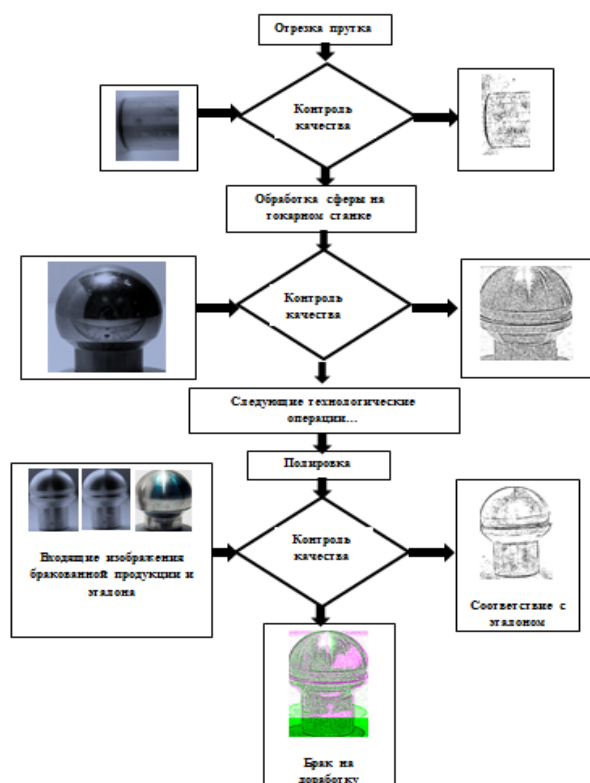 Отрезка прутка
Контроль
качества
Обработка сферы на
токарном станке
Контроль
качества
Следующие технологические
операции...
Полировка
Контроль
качества
Входящие изображения
бракованной продукции и
эталона
Соответствие с
эталоном
Брак на
доработку